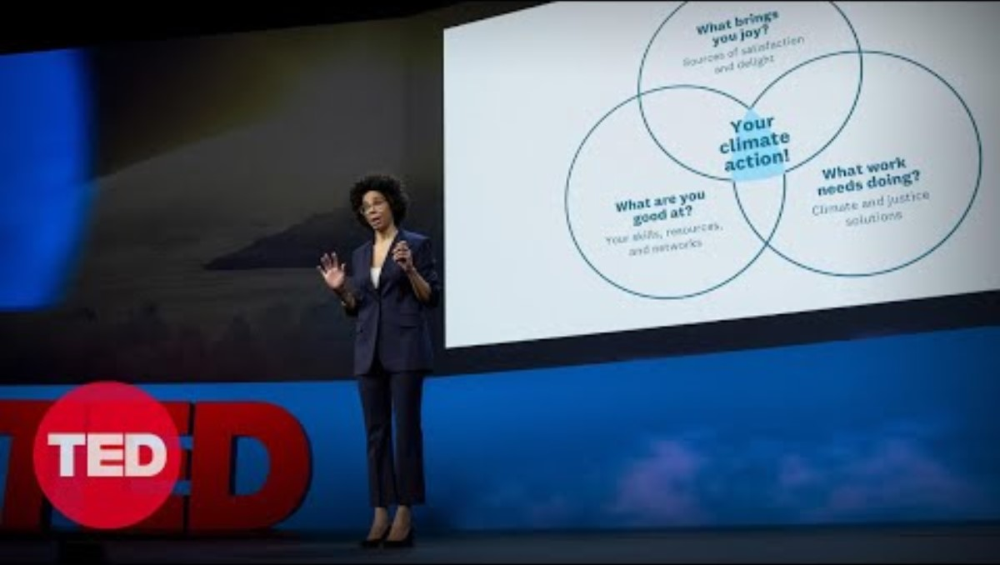 What brings
you joy?
Sources of satisfaction
and delight
Your
climate
action!
What are you
good at?
Your skills, resources,
and networks
What work
needs doing?
Climate and justice
solutions
TED
TED